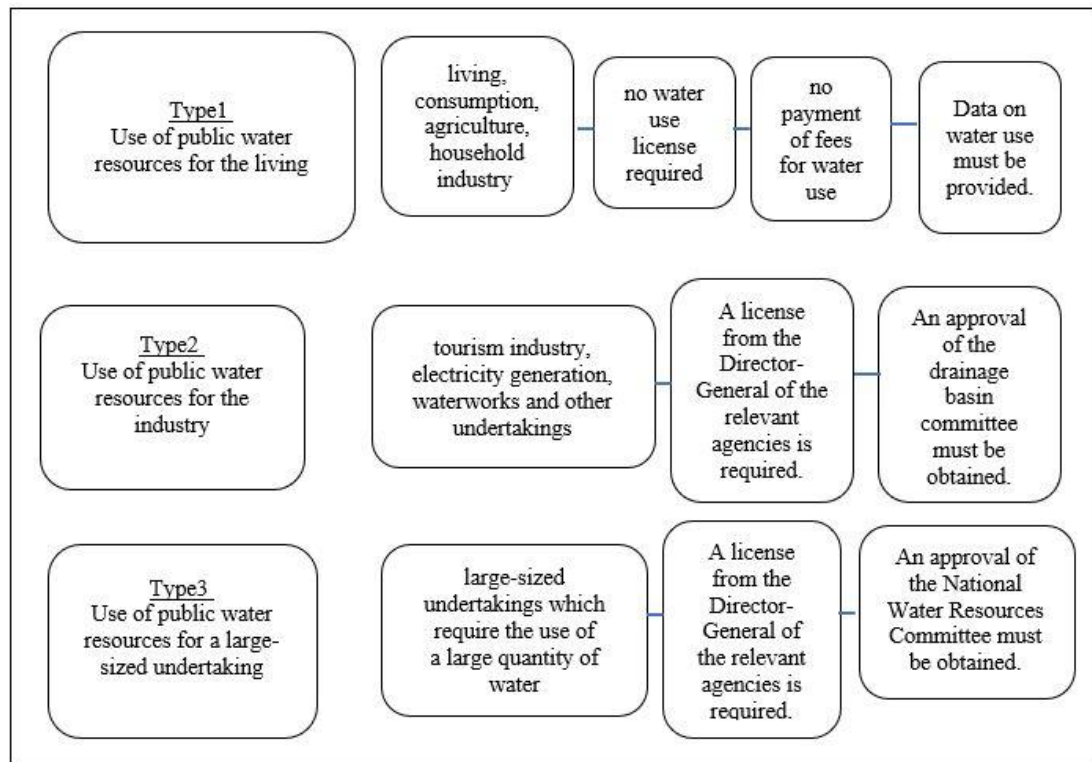 Type1
Use of public water
resources for the living
living,
consumption,
agriculture,
household
industry
no water
use
license
required
no
payment
of fees
for water
use
Data on
water use
must be
provided.
Type2
Use of public water
resources for the
industry
tourism industry,
electricity generation,
waterworks and other
undertakings
A license
from the
Director-
General of the
relevant
agencies is
required.
An approval
of the
drainage
basin
committee
must be
obtained.
Type3
Use of public water
resources for a large-
sized undertaking
large-sized
undertakings which
require the use of
a large quantity of
water
A license
from the
Director-
General of
the relevant
agencies is
required.
An approval of
the National
Water Resources
Committee must
be obtained.